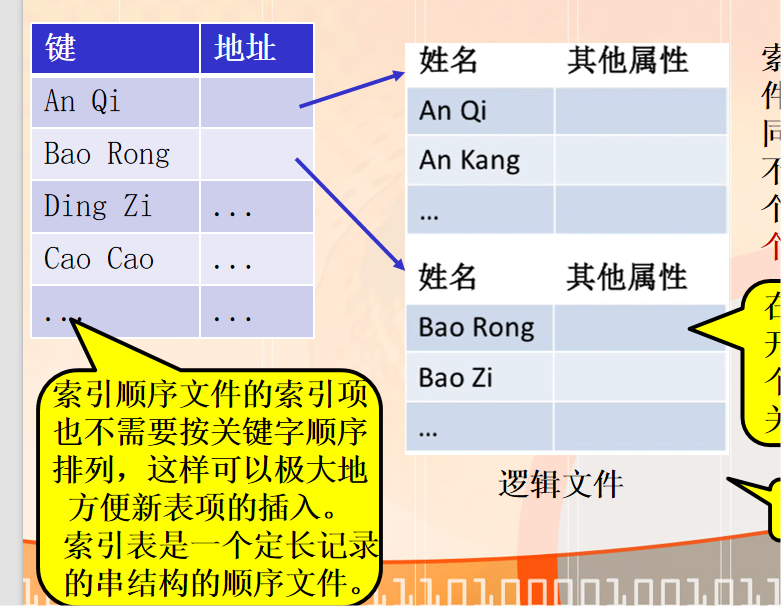 键 地址
An Qi
Bao Rong
Ding Zi ...
Cao Cao ...
... ...
姓名 其他属性
An Qi
An Kang
...
姓名 其他属性
Bao Rong
Bao Zi
...
逻辑文件
索引顺序文件的索引项
也不需要按关键字顺序
排列，这样可以极大地
方便新表项的插入。
索引表是一个定长记录
的串结构的顺序文件。
索
件
同
不
个
个
在
开
个
关